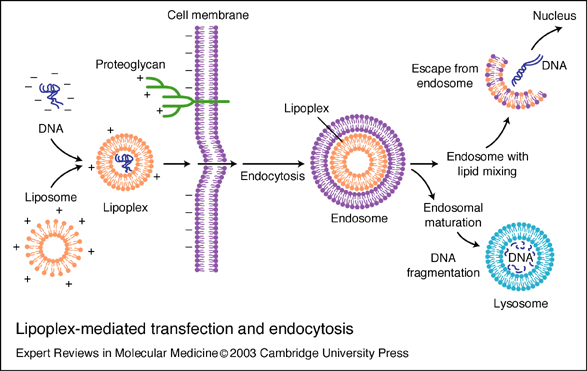 Cell membrane
Nucleus
Proteoglycan
DNA
Escape from
endosome
DNA
Lipoplex
Liposome
Lipoplex
Endocytosis
Endosome
Endosome with
lipid mixing
Endosomal
maturation
DNA
fragmentation
DNA
Lysosome
Lipoplex-mediated transfection and endocytosis
Expert Reviews in Molecular Medicine © 2003 Cambridge University Press